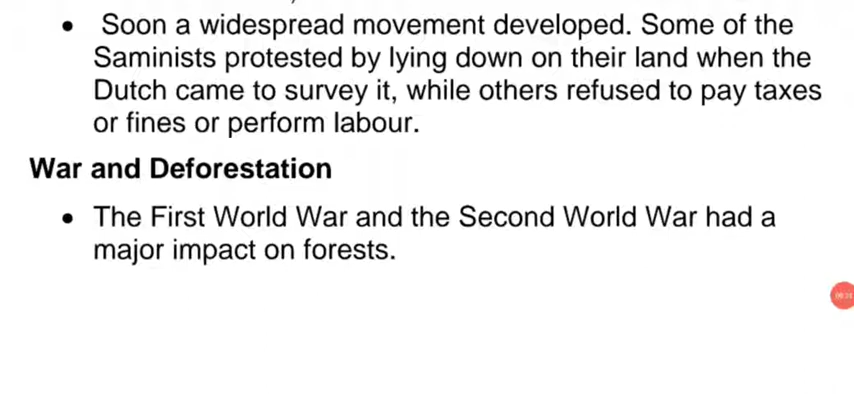 • Soon a widespread movement developed. Some of the
Saminists protested by lying down on their land when the
Dutch came to survey it, while others refused to pay taxes
or fines or perform labour.
War and Deforestation
• The First World War and the Second World War had a
major impact on forests.